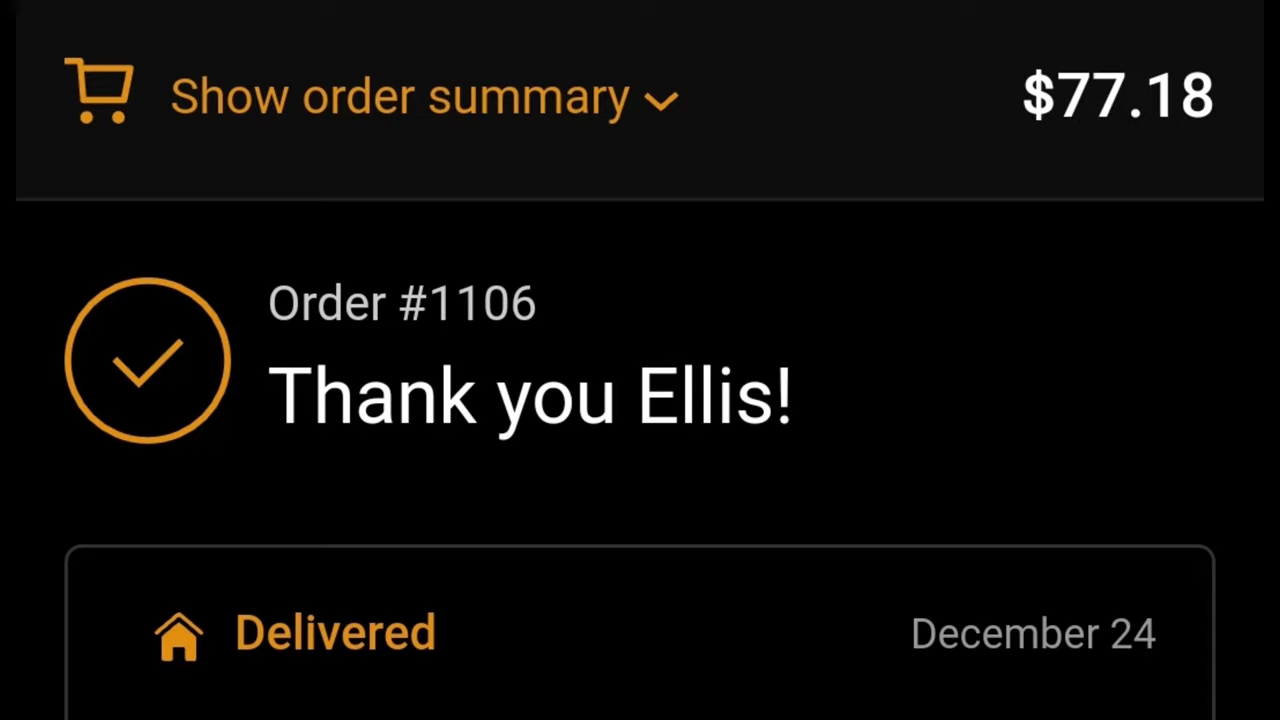 Show order summary $77.18
Order #1106
Thank you Ellis!
Delivered December 24